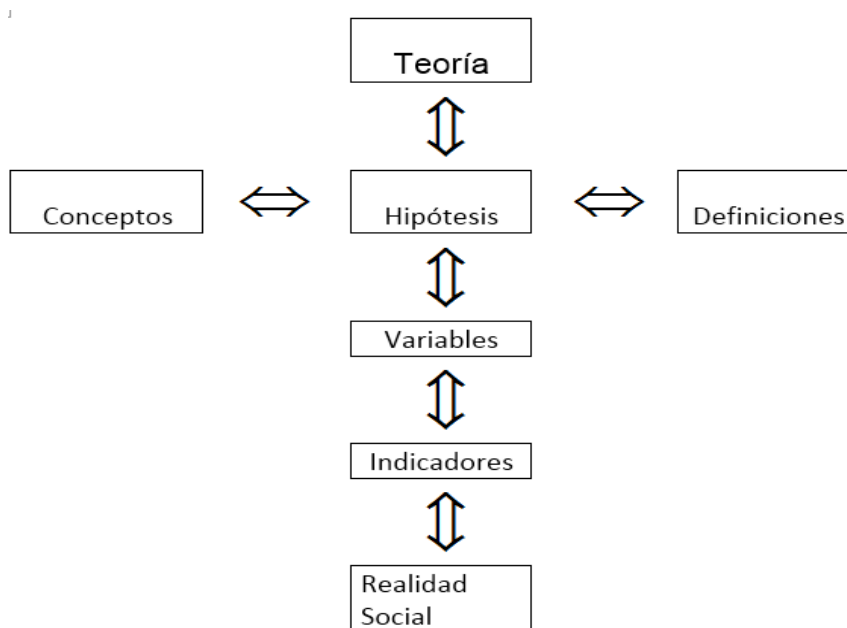 Teoría
Conceptos
Hipótesis
Definiciones
Variables
Indicadores
Realidad
Social